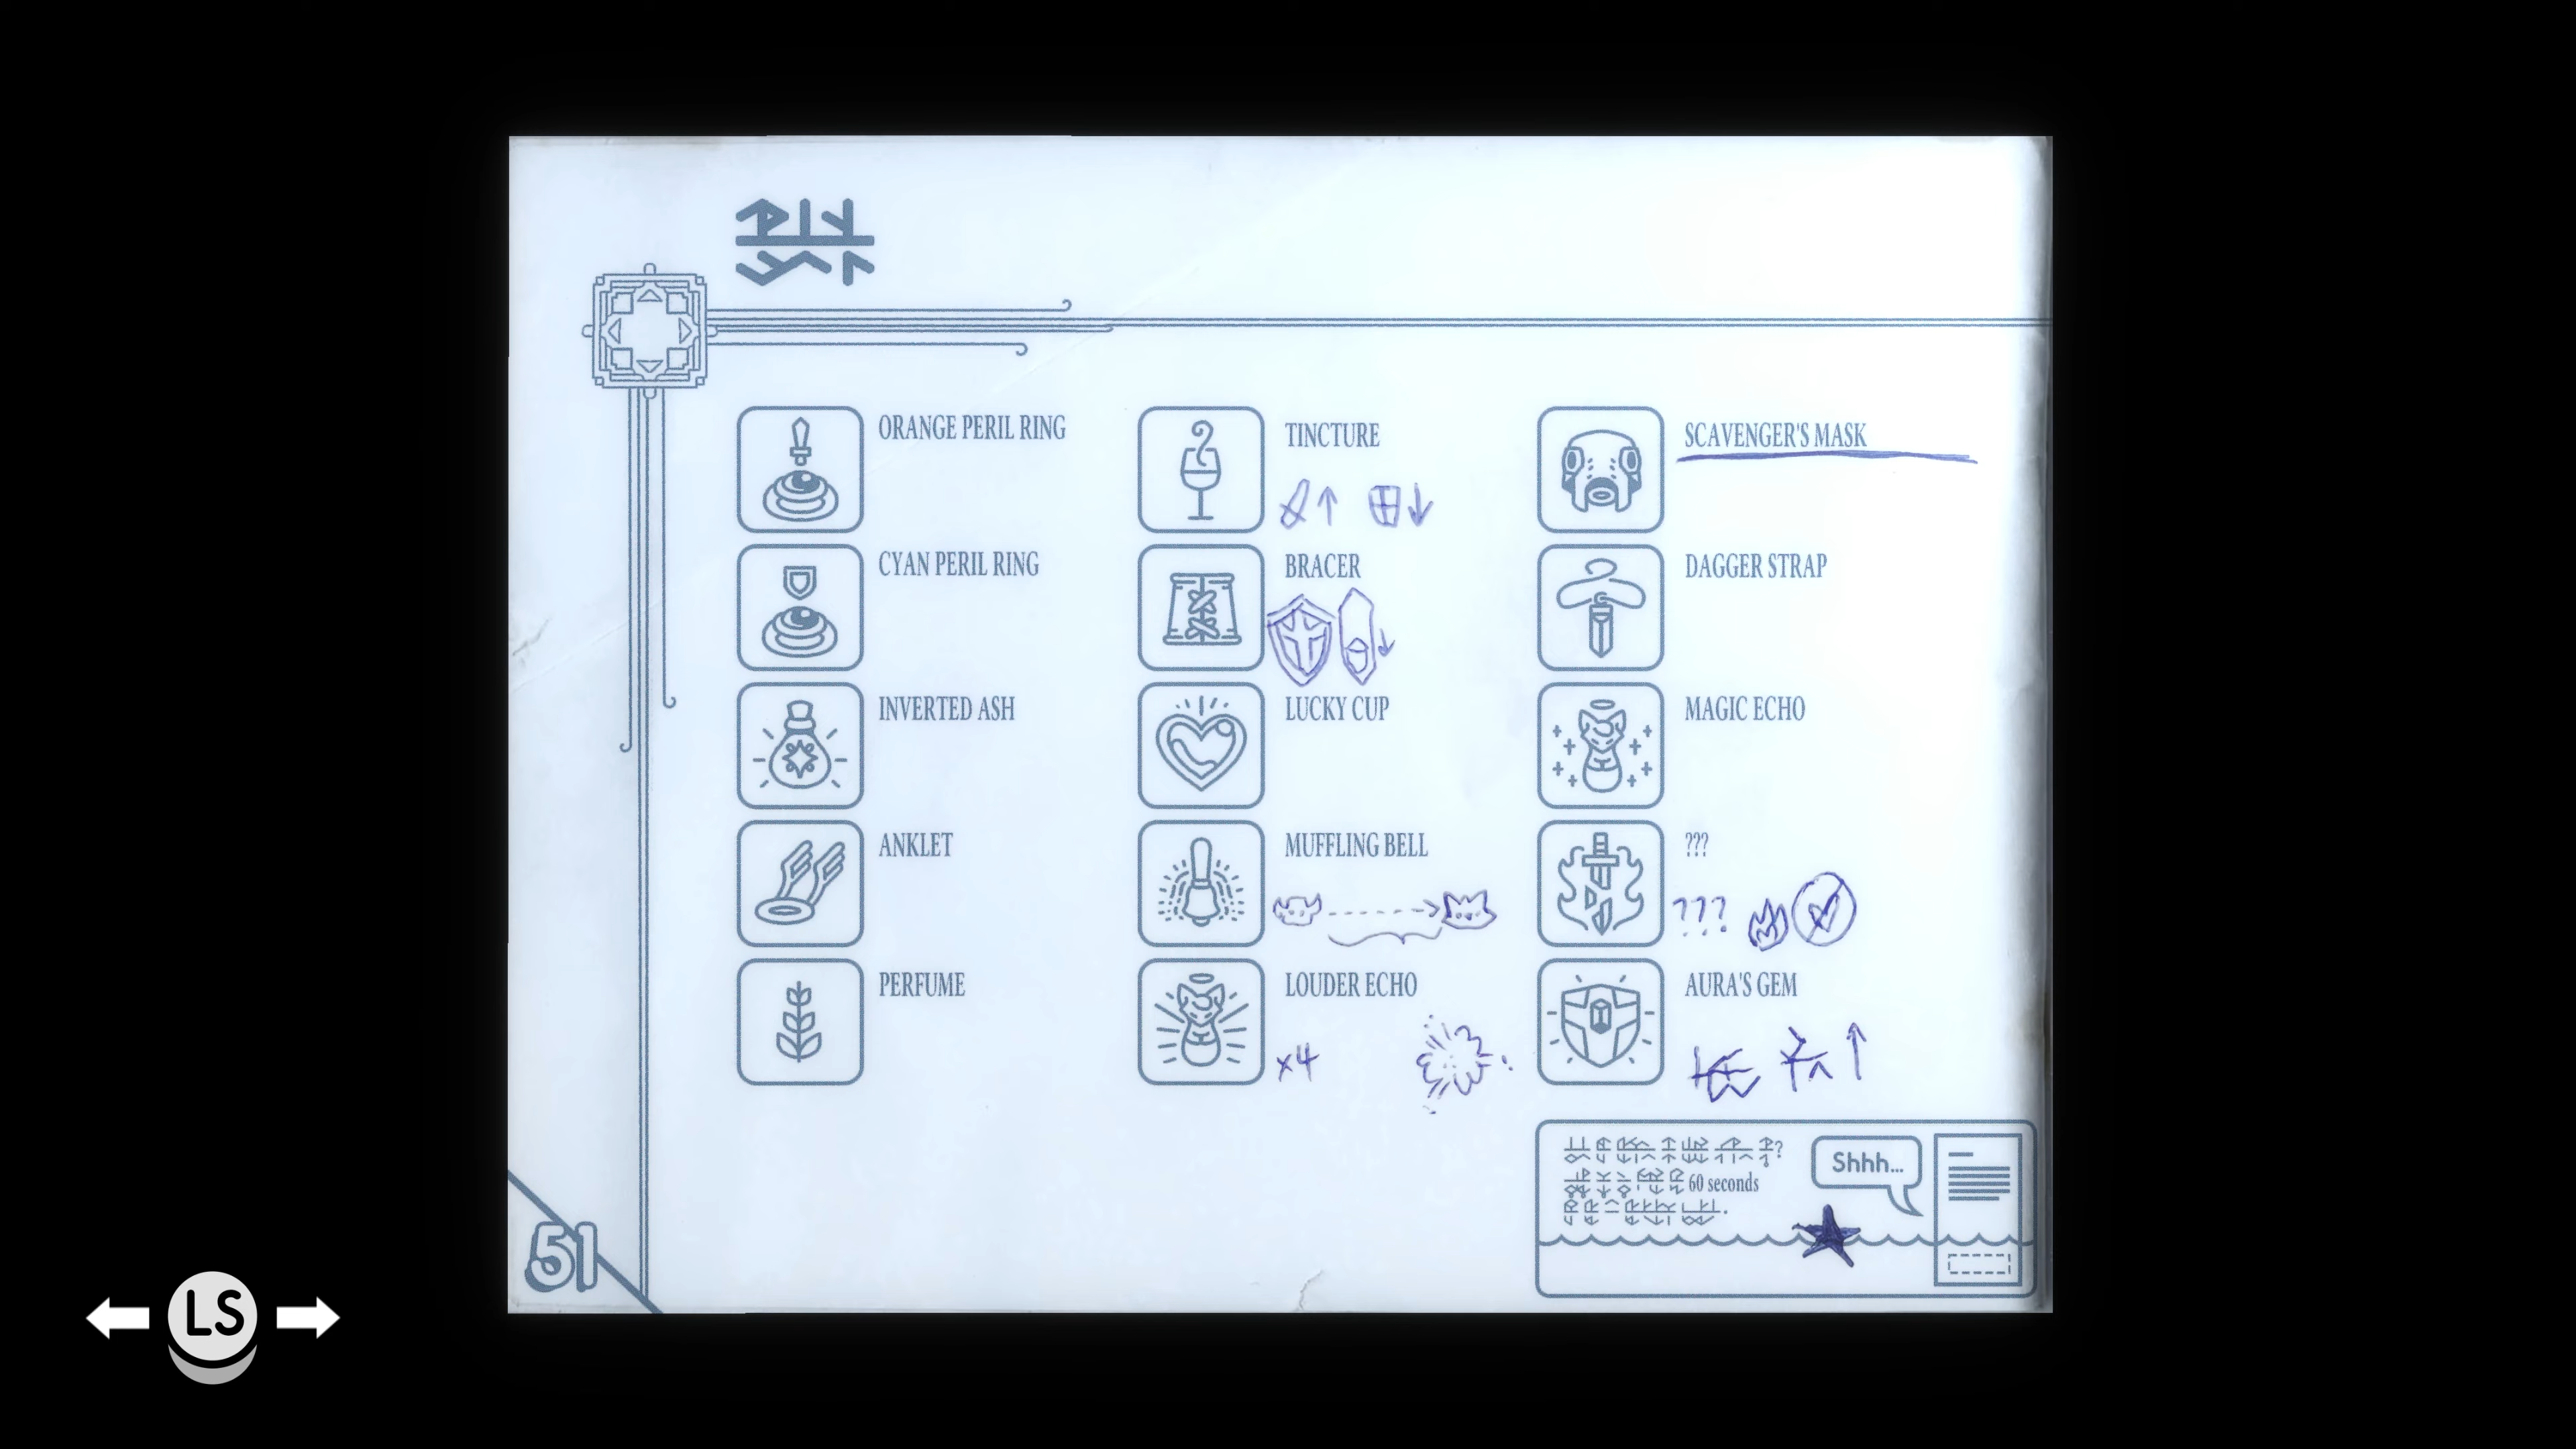 ORANGE PERIL RING
CYAN PERIL RING
INVERTED ASH
ANKLET
PERFUME
TINCTURE
BRACER
LUCKY CUP
MUFFLING BELL
LOUDER ECHO
x4
SCAVENGER'S MASK
DAGGER STRAP
MAGIC ECHO
???
???
AURA'S GEM
60 seconds
Shhh...
51
LS